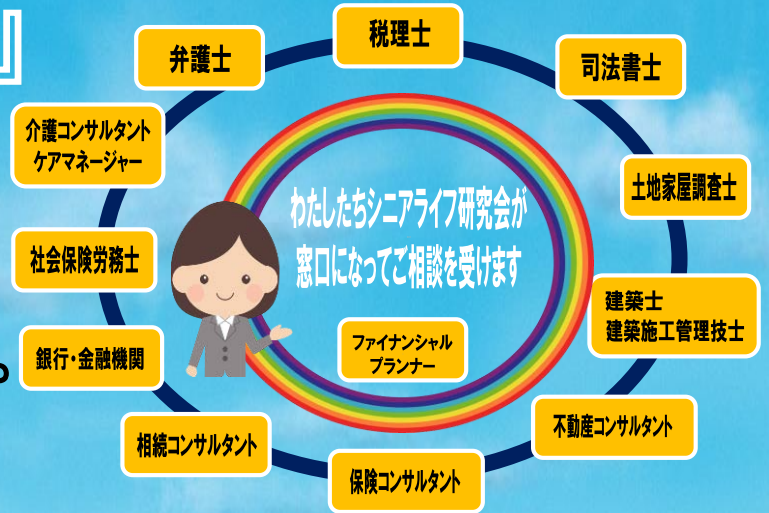 』
税理士
弁護士
司法書士
介護コンサルタント
ケアマネージャー
土地家屋調査士
わたしたちシニアライフ研究会が
窓口になってご相談を受けます
社会保険労務士
建築士
建築施工管理技士
ファイナンシャル
プランナー
銀行・金融機関
。
不動産コンサルタント
相続コンサルタント
保険コンサルタント